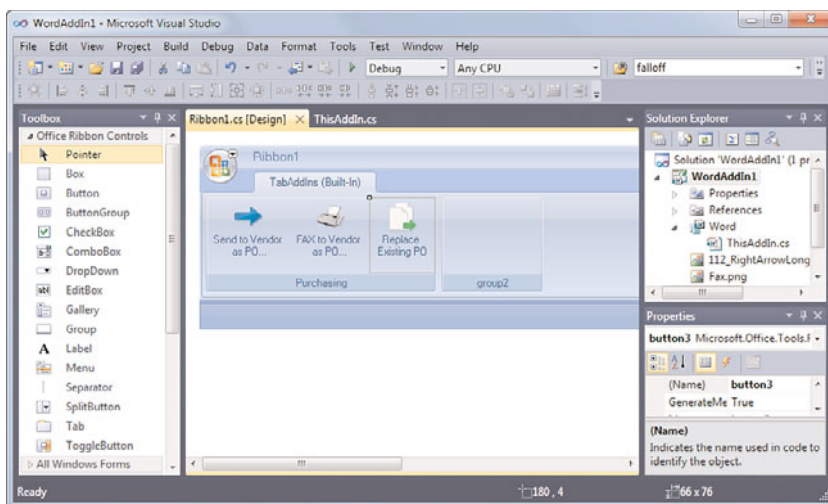 WordAddIn1 - Microsoft Visual Studio
File Edit View Project Build Debug Data Format Tools Test Window Help
Debug Any CPU falloff
Toolbox
Office Ribbon Controls
Pointer
Box
Button
ButtonGroup
CheckBox
ComboBox
DropDown
EditBox
Gallery
Group
Label
Menu
Separator
SplitButton
Tab
ToggleButton
All Windows Forms
Ribbon1.cs [Design] ThisAddIn.cs
Ribbon1
TabAddIns (Built-In)
Send to Vendor
as PO...
FAX to Vendor
as PO...
Replace
Existing PO
Purchasing group2
Solution Explorer
Solution 'WordAddIn1' (1 pr
WordAddIn1
Properties
References
Word
ThisAddIn.cs
112_RightArrowLong
Fax.png
Properties
button3 Microsoft.Office.Tools.F
(Name) button3
GenerateMe True
(Name)
Indicates the name used in code to
identify the object.
Ready 180 , 4 66 x 76